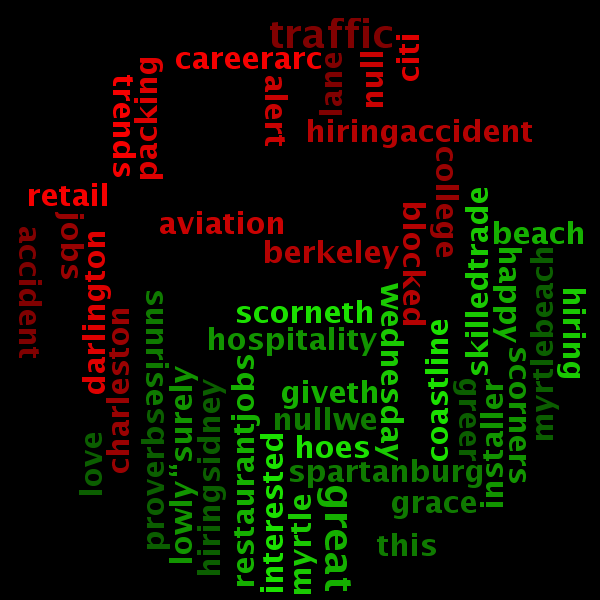 traffic
careerarc
citi
null
lane
alert
trends
packing
hiringaccident
college
retail
jobs
aviation
blocked
skilledtrade
beach
accident
darlington
berkeley
happy
myrtlebeach
hiring
charleston
sunriseproverbs
scorneth
wednesday
coastline
hospitality
scorners
surely
hiringsidney
restaurantjobs
giveth
greer
installer
nullwe
love
lowly“
interested
hoes
spartanburg
myrtle
great
grace
this